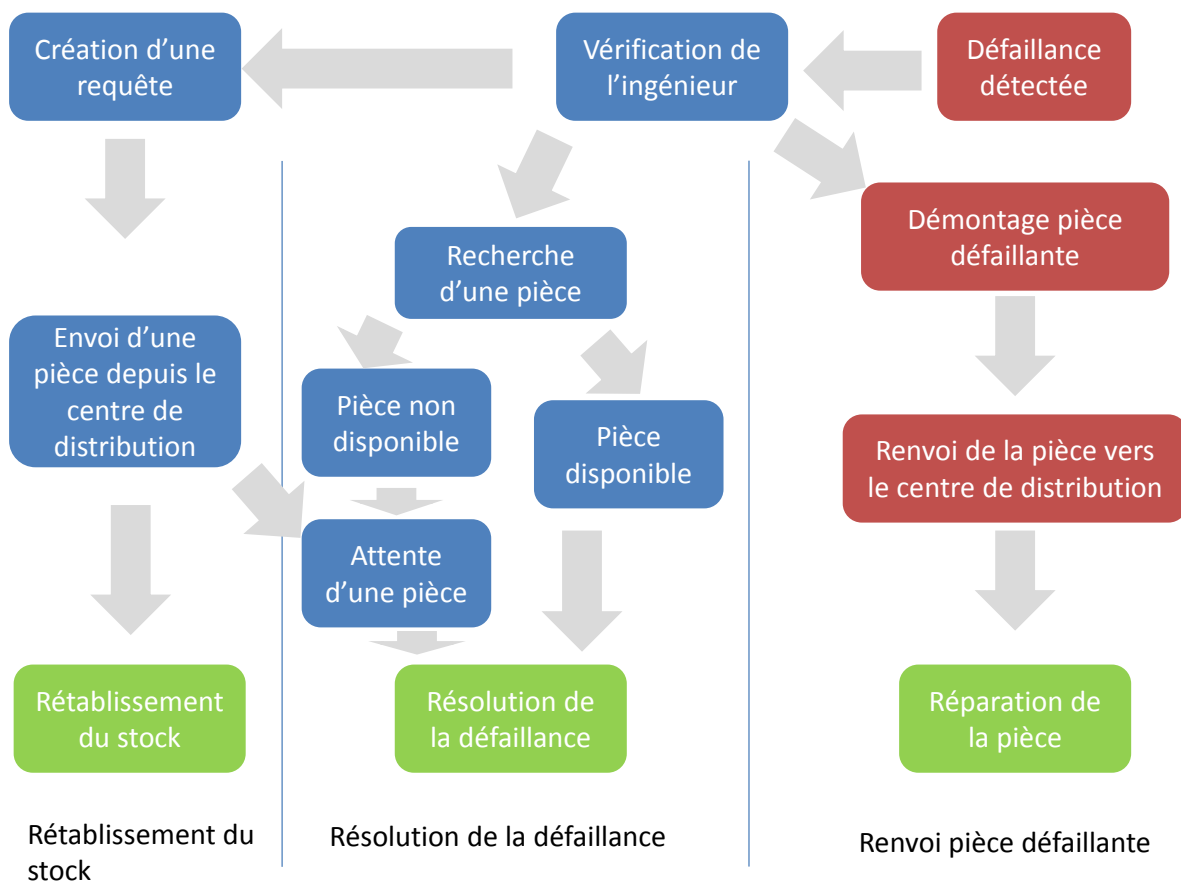 Création d’une
requête
Vérification de
l’ingénieur
Défaillance
détectée
Démontage pièce
défaillante
Recherche
d’une pièce
Envoi d’une
pièce depuis le
centre de
distribution
Pièce non
disponible
Pièce
disponible
Renvoi de la pièce vers
le centre de distribution
Attente
d’une pièce
Rétablissement
du stock
Résolution de
la défaillance
Réparation de
la pièce
Rétablissement du
stock
Résolution de la défaillance
Renvoi pièce défaillante